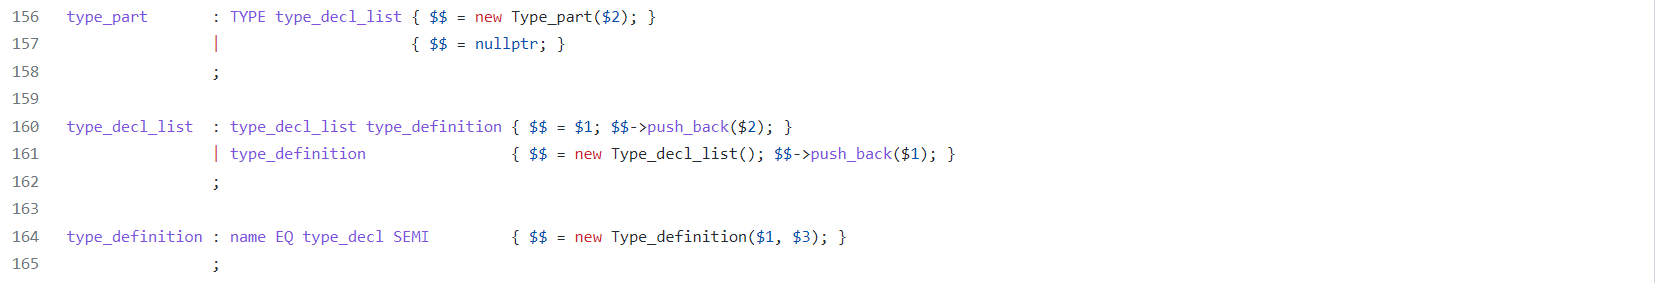 156 type_part : TYPE type_decl_list { $$ = new Type_part($2); }
157 | { $$ = nullptr; }
158 ;
159
160 type_decl_list : type_decl_list type_definition { $$ = $1; $$->push_back($2); }
161 | type_definition { $$ = new Type_decl_list(); $$->push_back($1); }
162 ;
163
164 type_definition : name EQ type_decl SEMI { $$ = new Type_definition($1, $3); }
165 ;